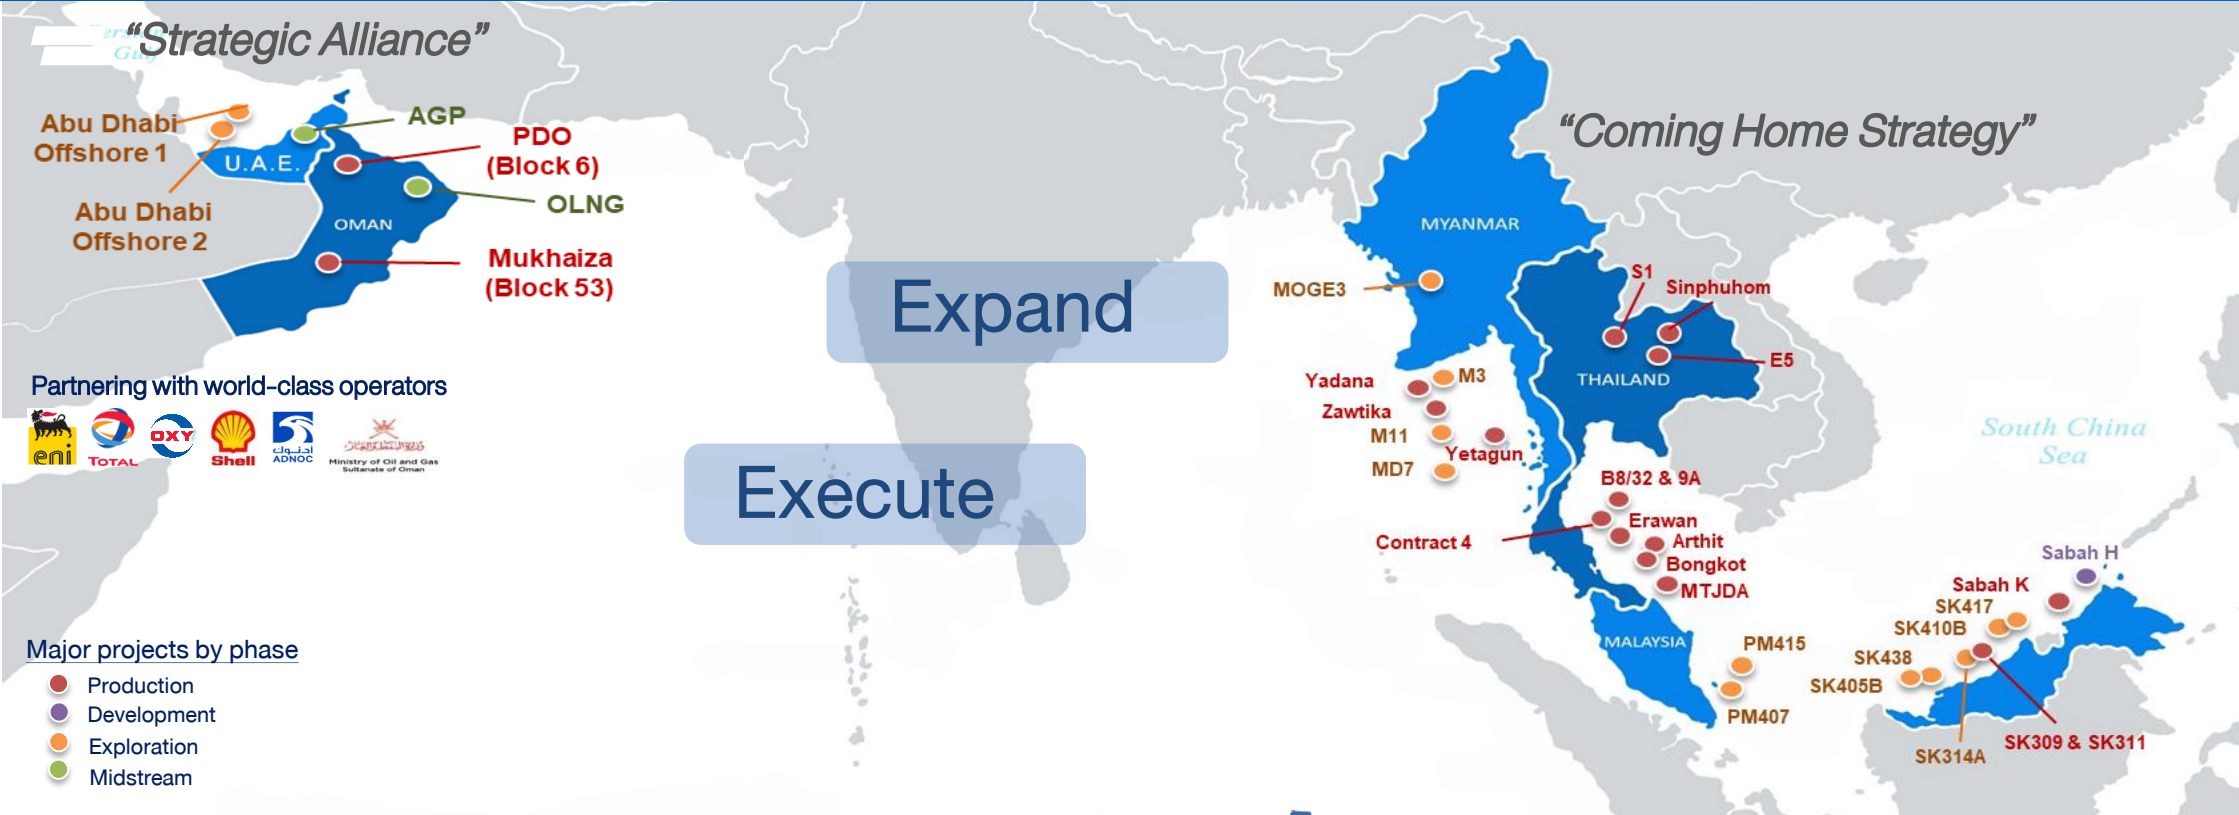 “Strategic Alliance”
Gulf
Abu Dhabi
Offshore 1
Abu Dhabi
Offshore 2
AGP
PDO
(Block 6)
U.A.E.
OLNG
OMAN
Mukhaiza
(Block 53)
Partnering with world-class operators
eni
TOTAL
OXY
Shell
أدنوك
ADNOC
Ministry of Oil and Gas
Sultanate of Oman
Major projects by phase
Production
Development
Exploration
Midstream
Expand
Execute
“Coming Home Strategy”
MYANMAR
MOGE3
S1
Sinphuhom
E5
THAILAND
Yadana
M3
Zawtika
M11
Yetagun
MD7
B8/32 & 9A
Erawan
Contract 4
Arthit
Bongkot
MTJDA
South China
Sea
MALAYSIA
PM415
PM407
Sabah H
Sabah K
SK417
SK410B
SK438
SK405B
SK309 & SK311
SK314A